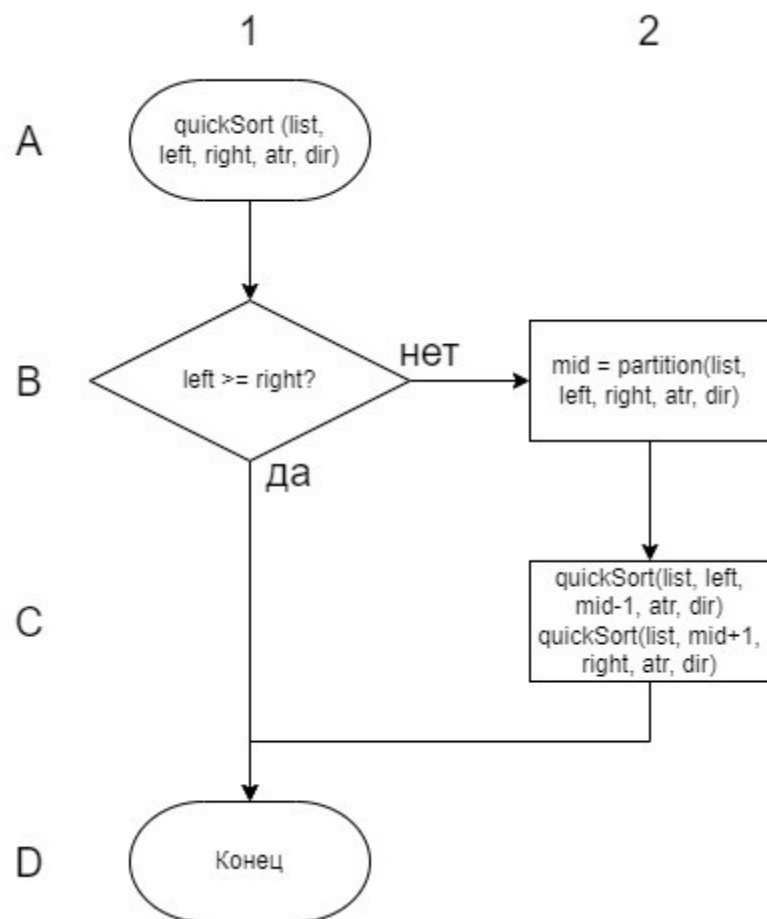 1
2
A
quickSort (list,
left, right, atr, dir)
B
left >= right?
нет
mid = partition(list,
left, right, atr, dir)
да
C
quickSort(list, left,
mid-1, atr, dir)
quickSort(list, mid+1,
right, atr, dir)
D
Конец